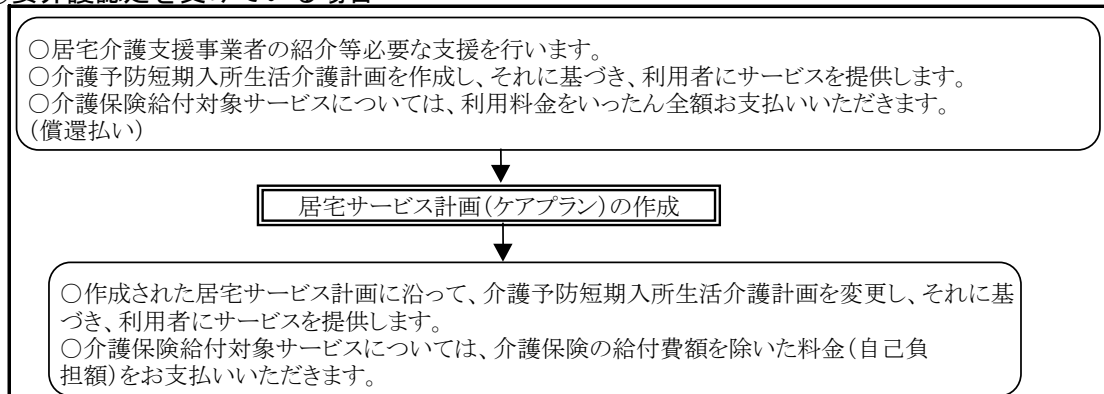 ○要介護認定を受けている場合
○居宅介護支援事業者の紹介等必要な支援を行います。
○介護予防短期入所生活介護計画を作成し、それに基づき、利用者にサービスを提供します。
○介護保険給付対象サービスについては、利用料金をいったん全額お支払いいただきます。
(償還払い)
居宅サービス計画(ケアプラン)の作成
○作成された居宅サービス計画に沿って、介護予防短期入所生活介護計画を変更し、それに基
づき、利用者にサービスを提供します。
○介護保険給付対象サービスについては、介護保険の給付費額を除いた料金(自己負
担額)をお支払いいただきます。